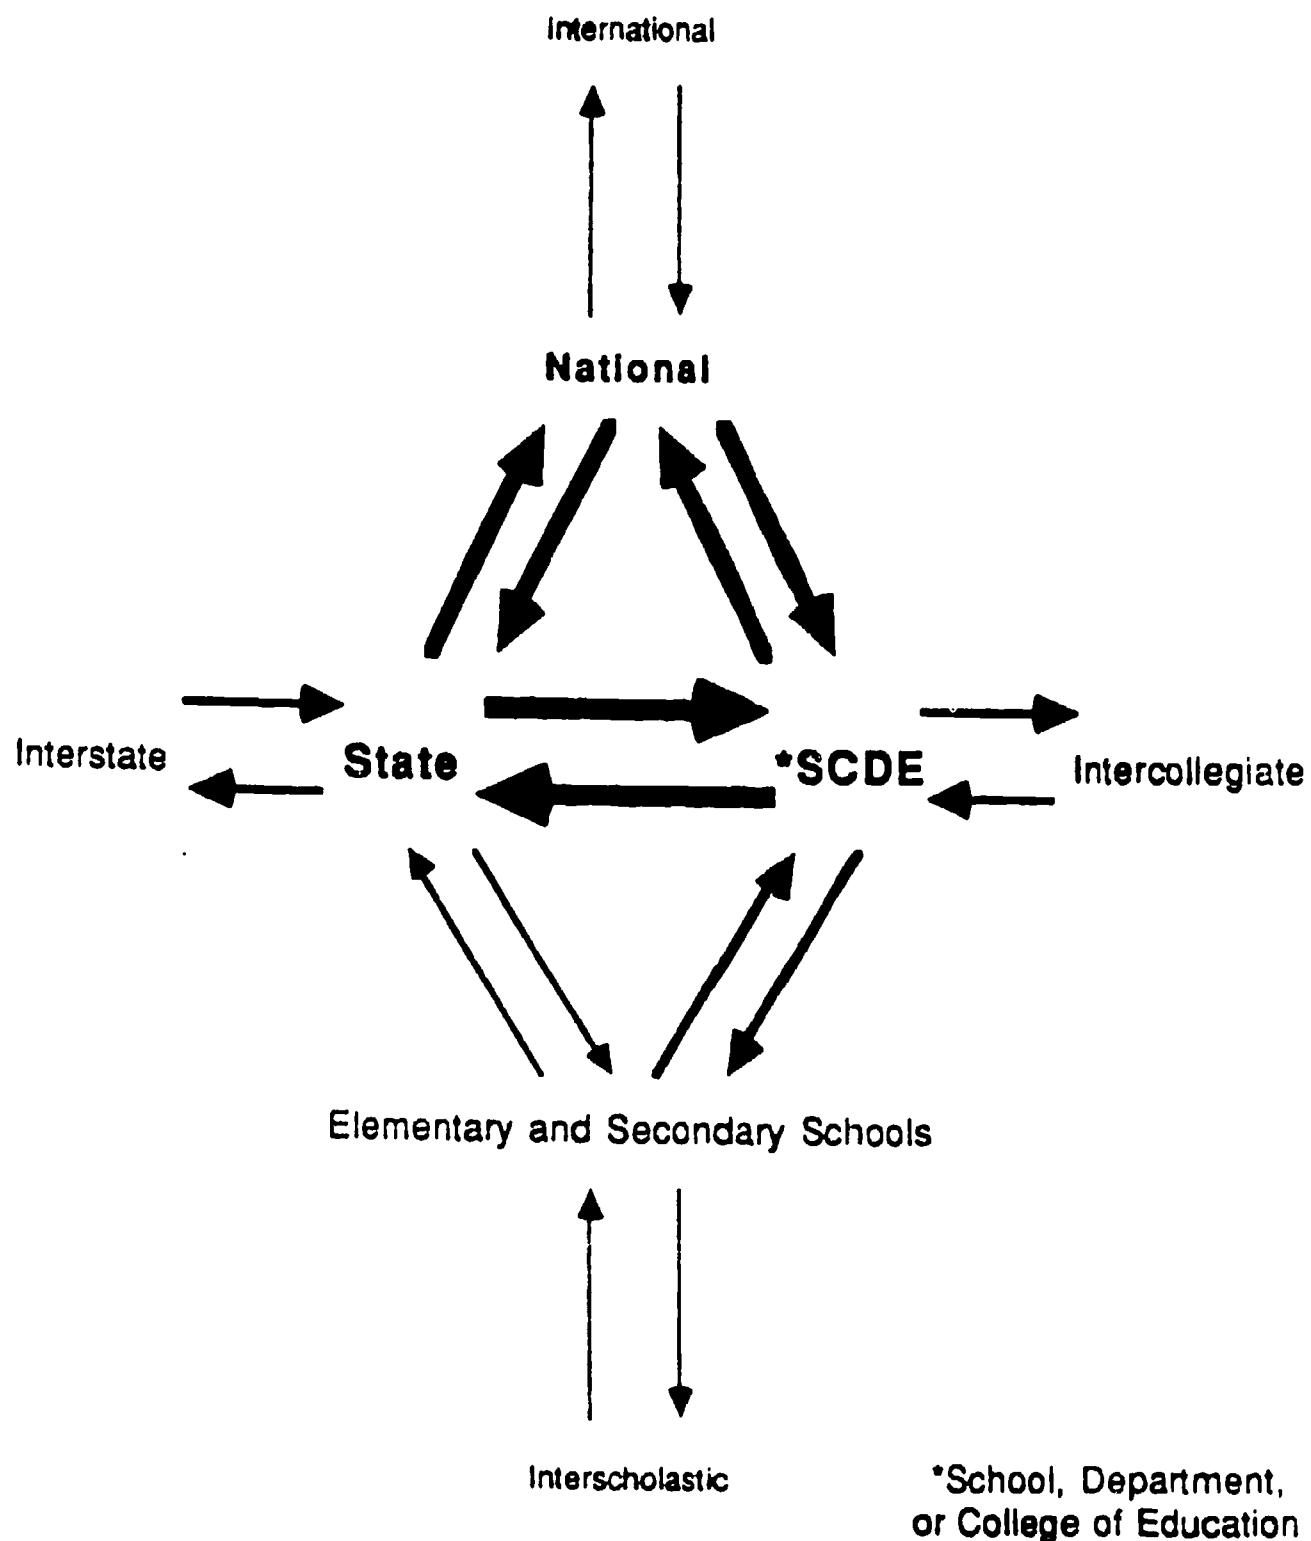 International
National
Interstate
State
*SCDE
Intercollegiate
Elementary and Secondary Schools
Interscholastic
*School, Department,
or College of Education